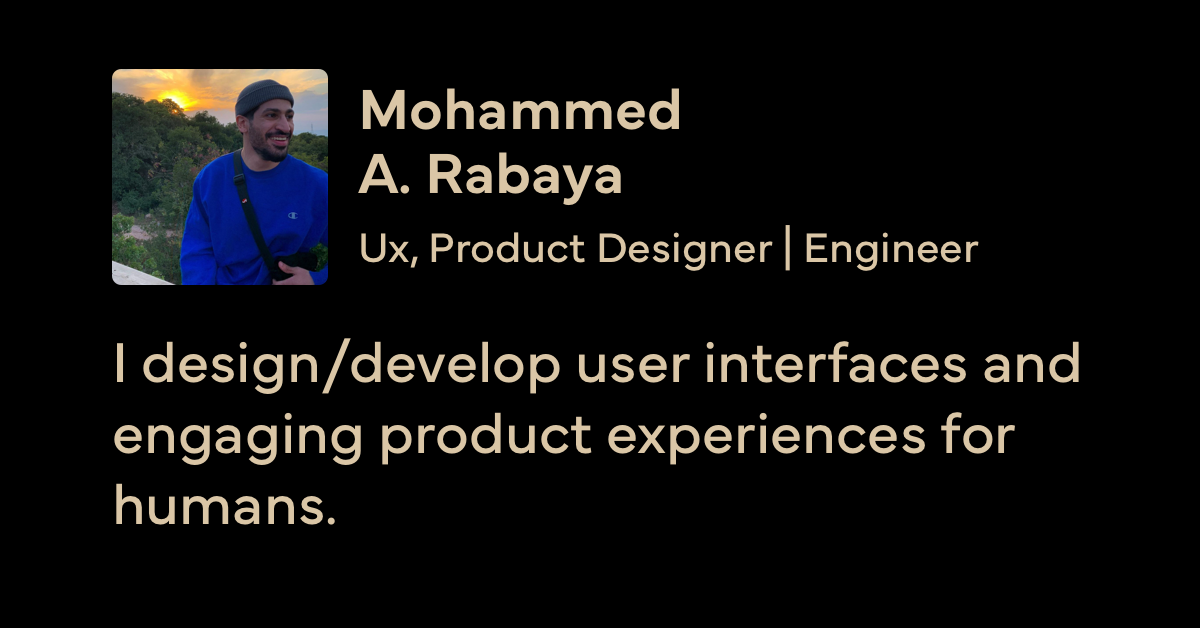 Mohammed
A. Rabaya
Ux, Product Designer | Engineer
I design/develop user interfaces and
engaging product experiences for
humans.